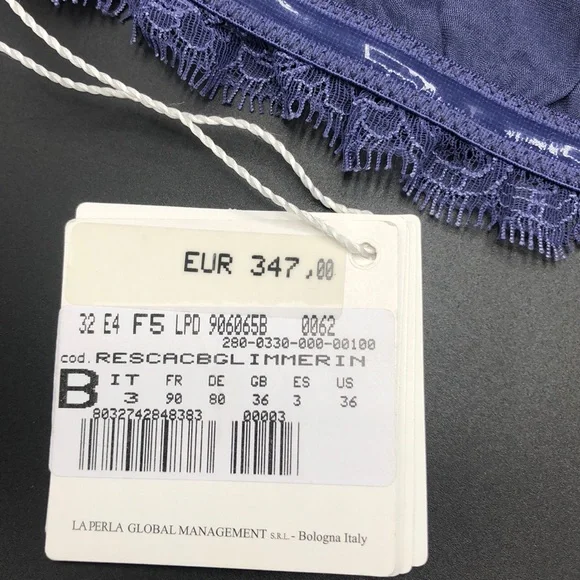 EUR 347,00
32 E4 F5 LPD 906065B 0062
280-0330-000-00100
cod. RESCACBGLIMMERIN
B IT FR DE GB ES US
3 90 80 36 3 36
8032742848383 00003
LA PERLA GLOBAL MANAGEMENT S.R.L. - Bologna Italy